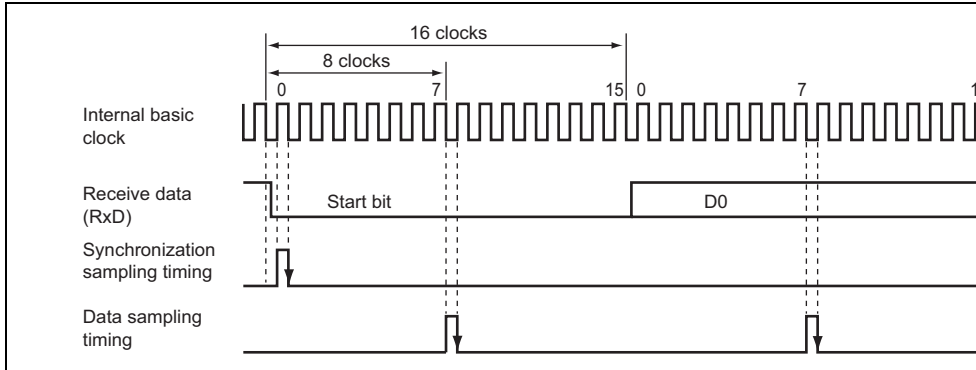 16 clocks
8 clocks
0 7 15 0 7 1
Internal basic
clock
Receive data
(RxD)
Start bit D0
Synchronization
sampling timing
Data sampling
timing